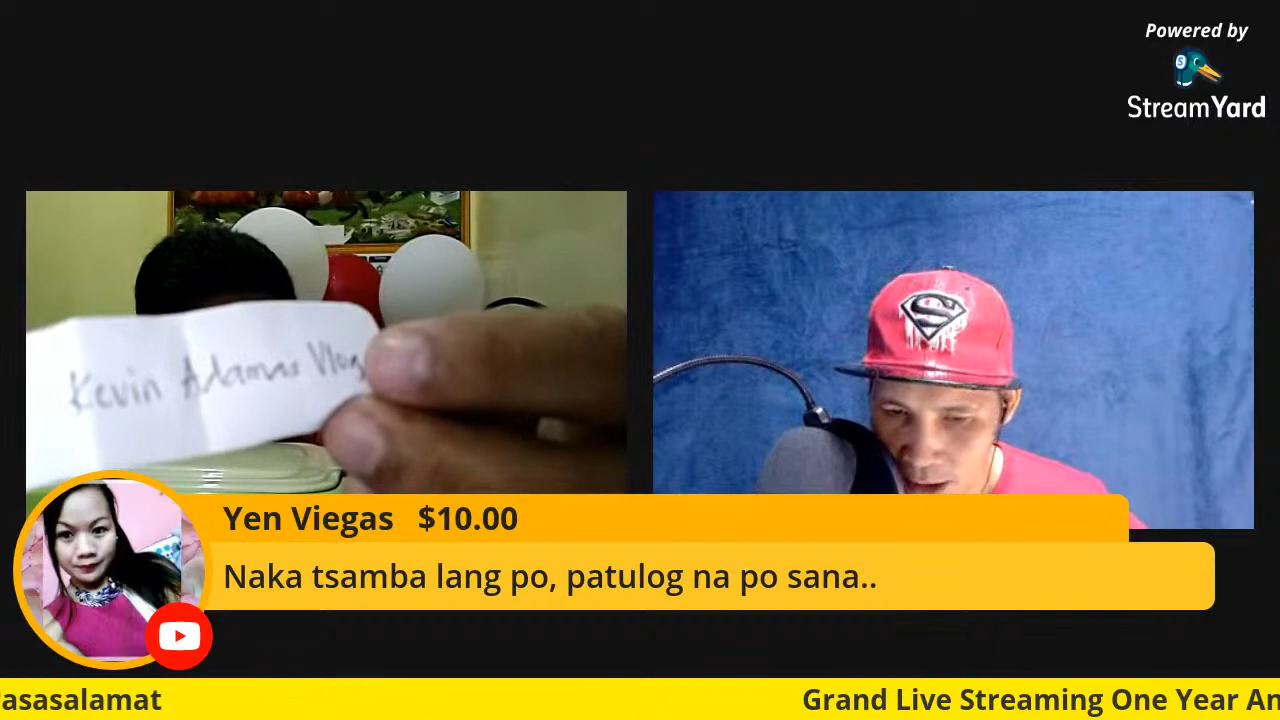 Powered by
StreamYard
S
Kevin Adamas Vlog
Yen Viegas $10.00
Naka tsamba lang po, patulog na po sana..
asasalamat
Grand Live Streaming One Year An